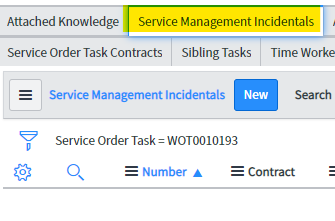 Attached Knowledge Service Management Incidentals
Service Order Task Contracts Sibling Tasks Time Worke
Service Management Incidentals New Search
Service Order Task = WOT0010193
Number ▲ Contract